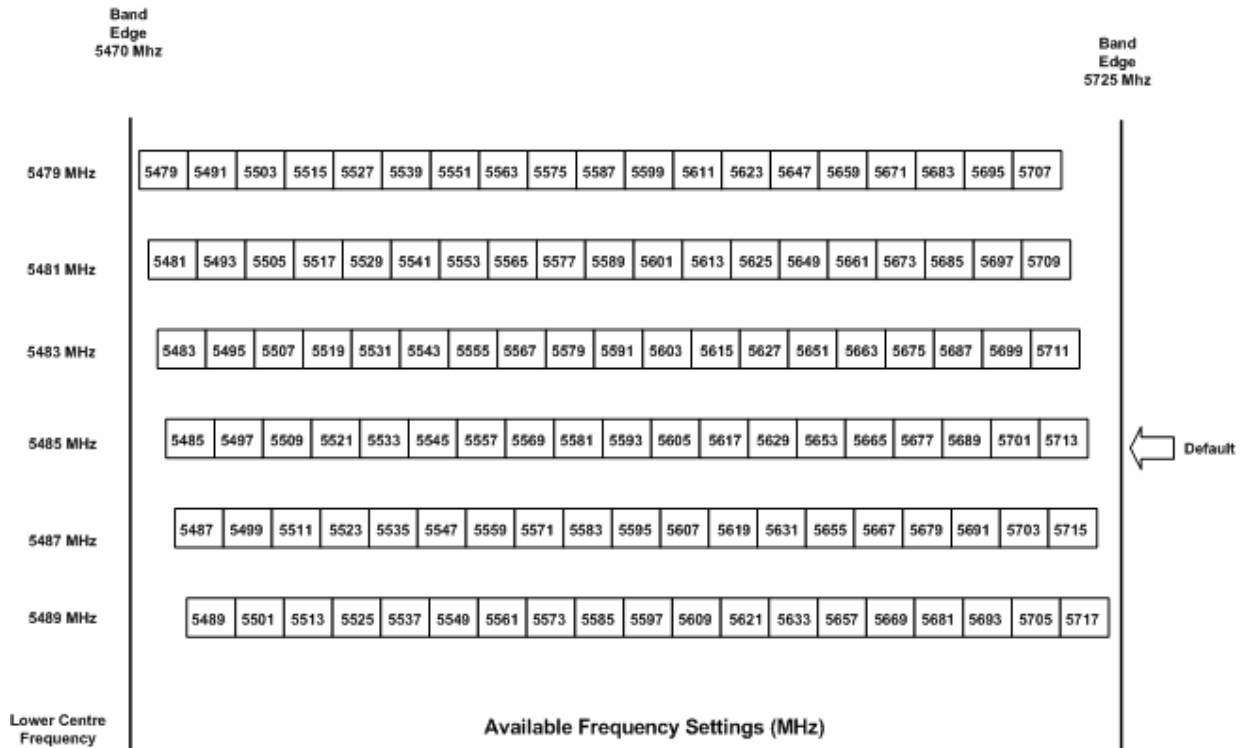 Band
Edge
5470 Mhz
Band
Edge
5725 Mhz
5479 MHz 5479 5491 5503 5515 5527 5539 5551 5563 5575 5587 5599 5611 5623 5647 5659 5671 5683 5695 5707
5481 MHz 5481 5493 5505 5517 5529 5541 5553 5565 5577 5589 5601 5613 5625 5649 5661 5673 5685 5697 5709
5483 MHz 5483 5495 5507 5519 5531 5543 5555 5567 5579 5591 5603 5615 5627 5651 5663 5675 5687 5699 5711
5485 MHz 5485 5497 5509 5521 5533 5545 5557 5569 5581 5593 5605 5617 5629 5653 5665 5677 5689 5701 5713 Default
5487 MHz 5487 5499 5511 5523 5535 5547 5559 5571 5583 5595 5607 5619 5631 5655 5667 5679 5691 5703 5715
5489 MHz 5489 5501 5513 5525 5537 5549 5561 5573 5585 5597 5609 5621 5633 5657 5669 5681 5693 5705 5717
Lower Centre
Frequency
Available Frequency Settings (MHz)